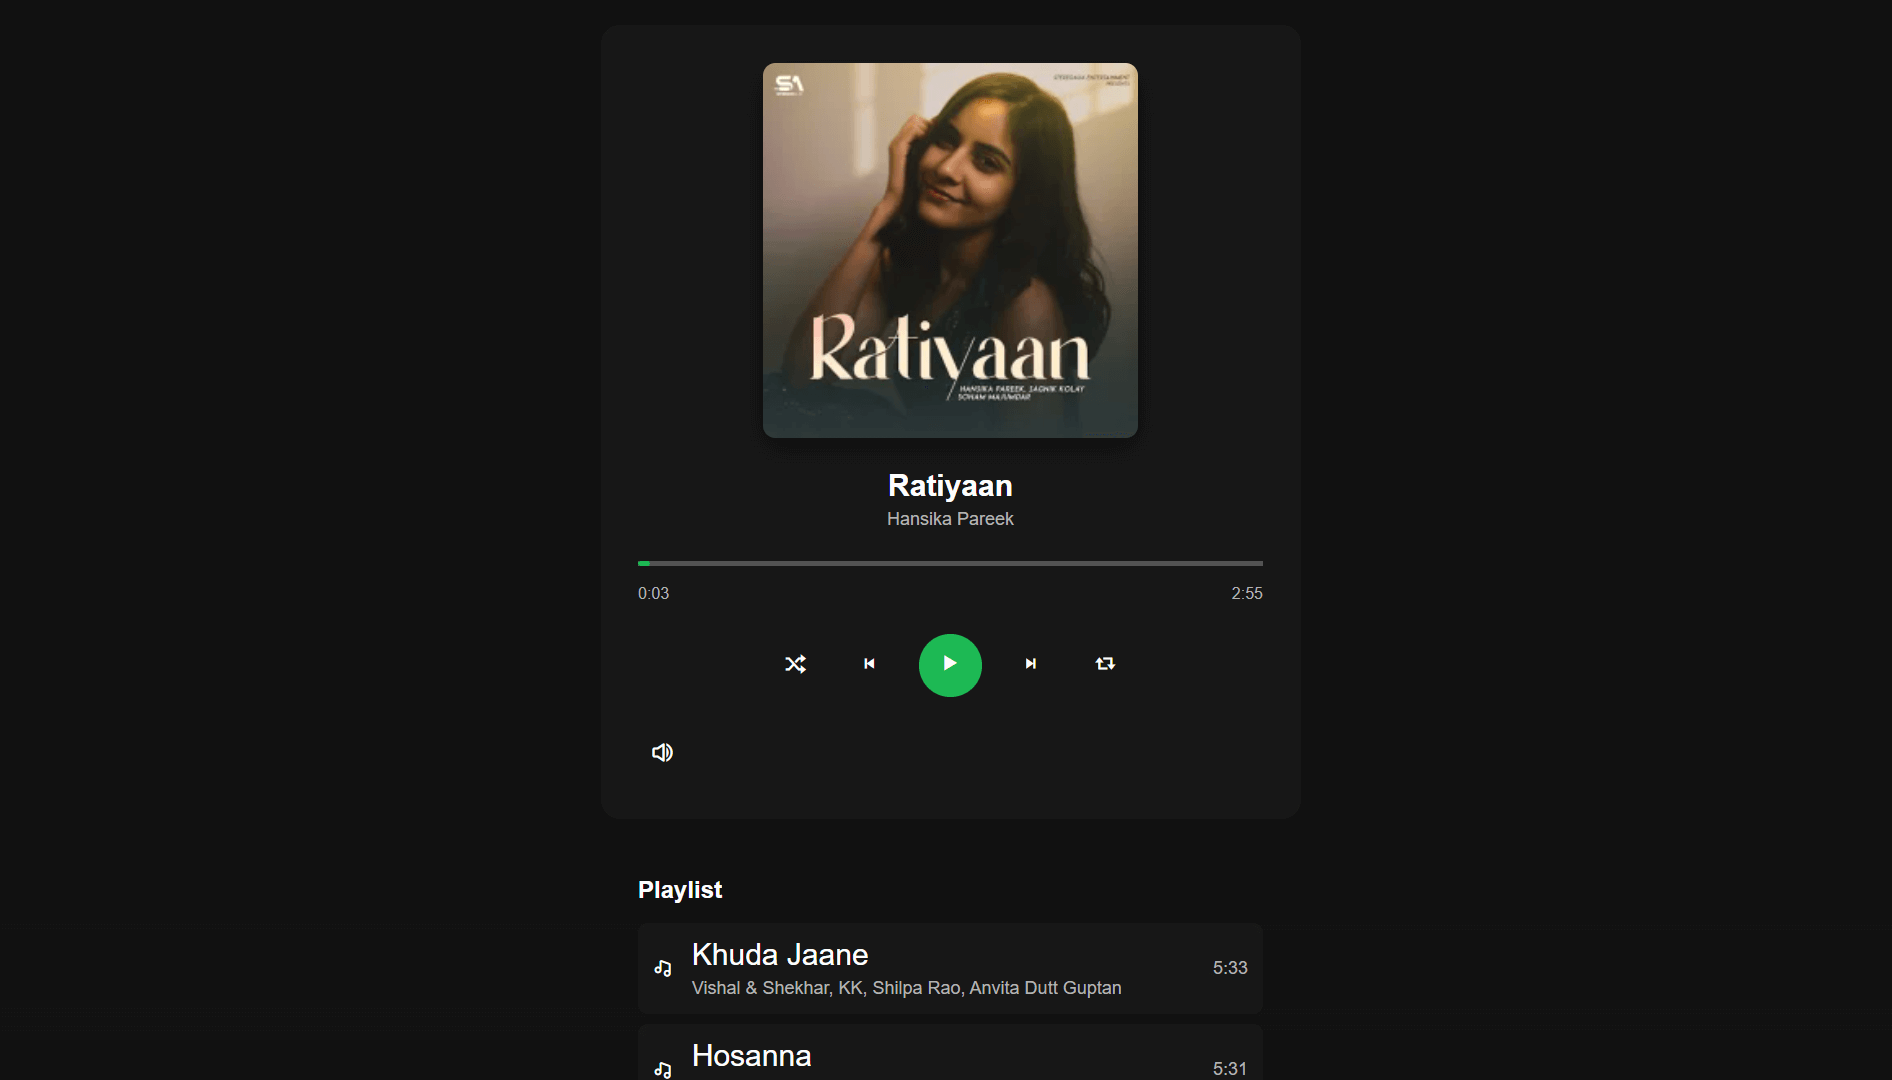 SA
Ratiyaan
HANSIKA PAREEK, SAGNIK KOLAY
SOHAM MAJUMDAR
Ratiyaan
Hansika Pareek
0:03
2:55
Playlist
Khuda Jaane
Vishal & Shekhar, KK, Shilpa Rao, Anvita Dutt Guptan
5:33
Hosanna
5:31